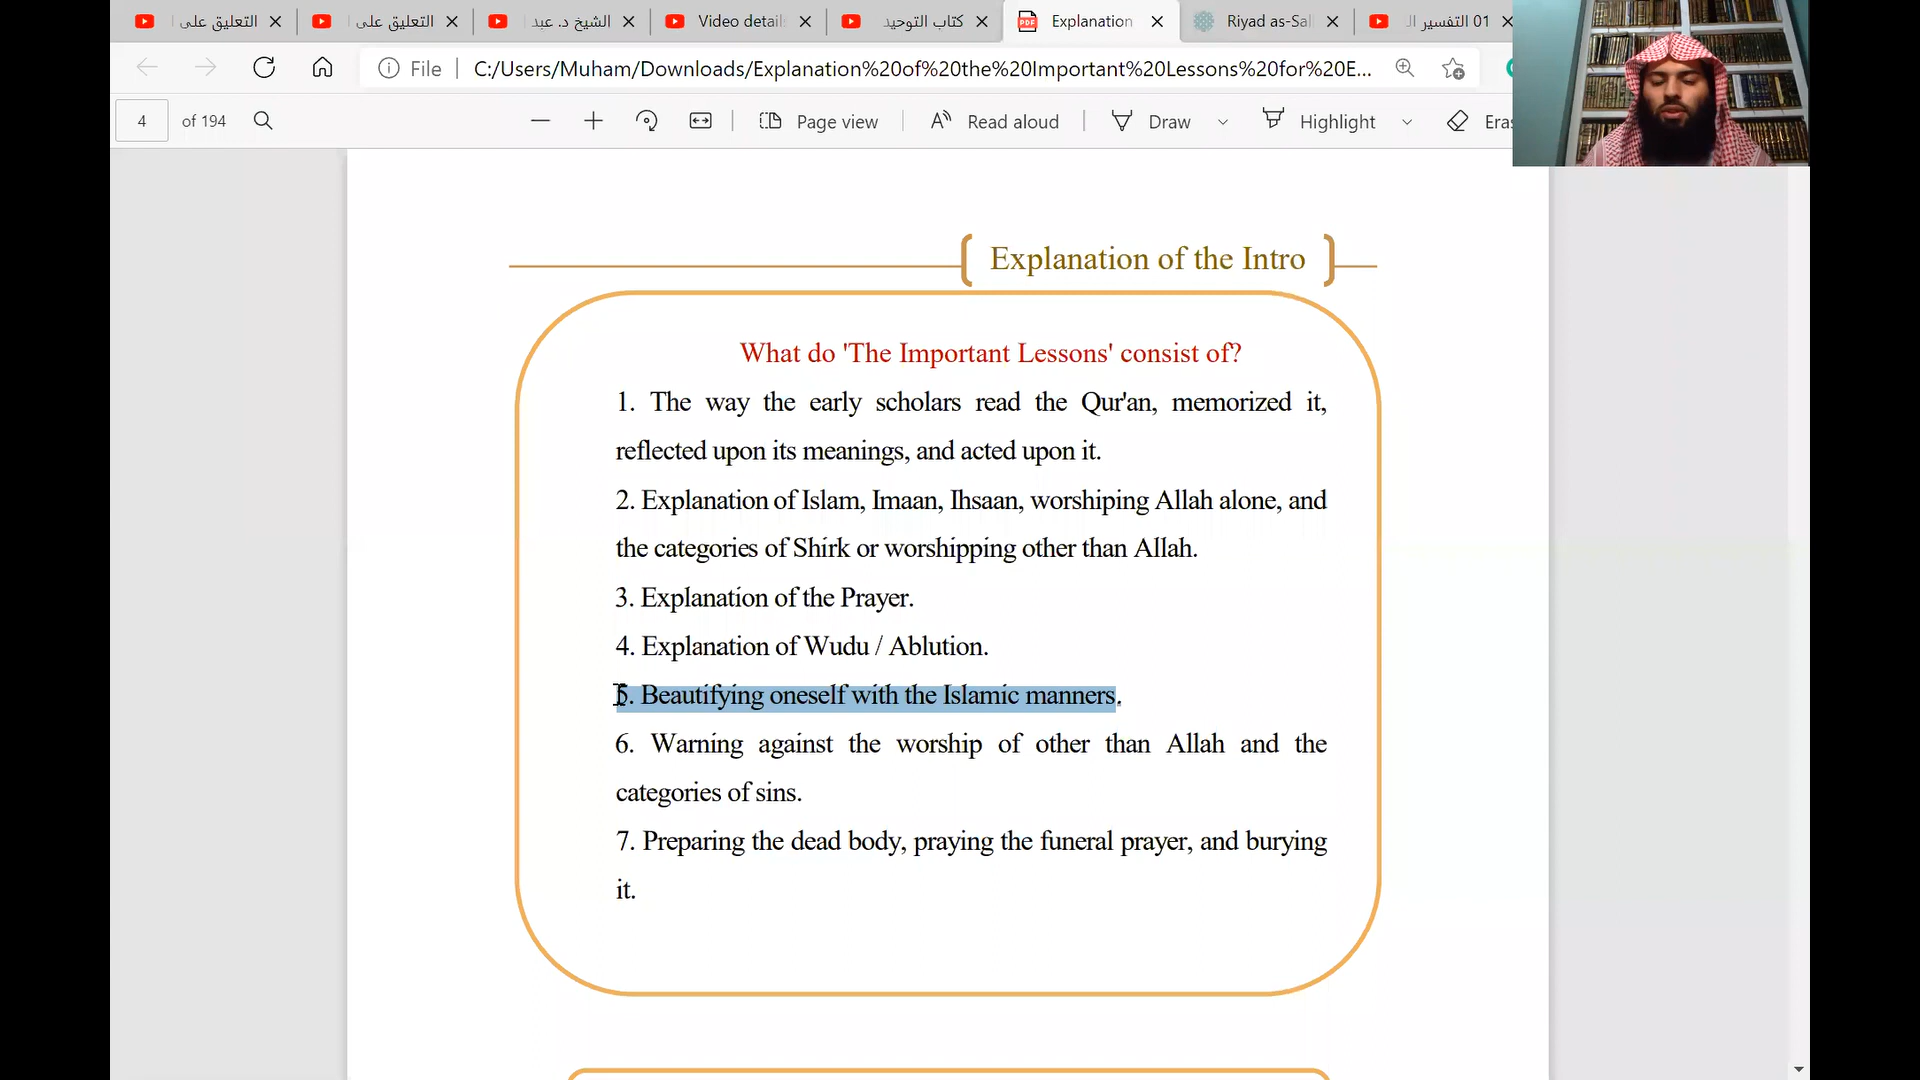 التعليق على
التعليق على
الشيخ د. عبد
Video details
كتاب التوحيد
Explanation
Riyad as-Sal
01 التفسير ال
File
C:/Users/Muham/Downloads/Explanation%20of%20the%20Important%20Lessons%20for%20E...
4 of 194
Page view
Read aloud
Draw
Highlight
Eras
Explanation of the Intro
What do 'The Important Lessons' consist of?
1. The way the early scholars read the Qur'an, memorized it,
reflected upon its meanings, and acted upon it.
2. Explanation of Islam, Imaan, Ihsaan, worshiping Allah alone, and
the categories of Shirk or worshipping other than Allah.
3. Explanation of the Prayer.
4. Explanation of Wudu / Ablution.
5. Beautifying oneself with the Islamic manners.
6. Warning against the worship of other than Allah and the
categories of sins.
7. Preparing the dead body, praying the funeral prayer, and burying
it.